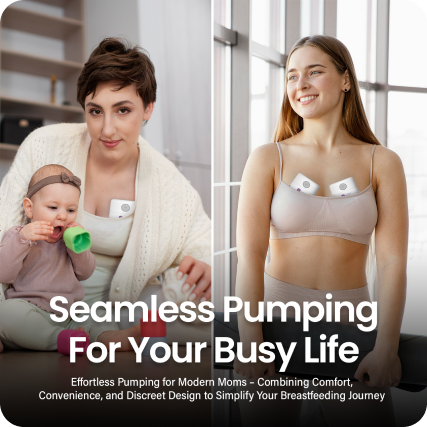 Seamless Pumping
For Your Busy Life
Effortless Pumping for Modern Moms – Combining Comfort,
Convenience, and Discreet Design to Simplify Your Breastfeeding Journey